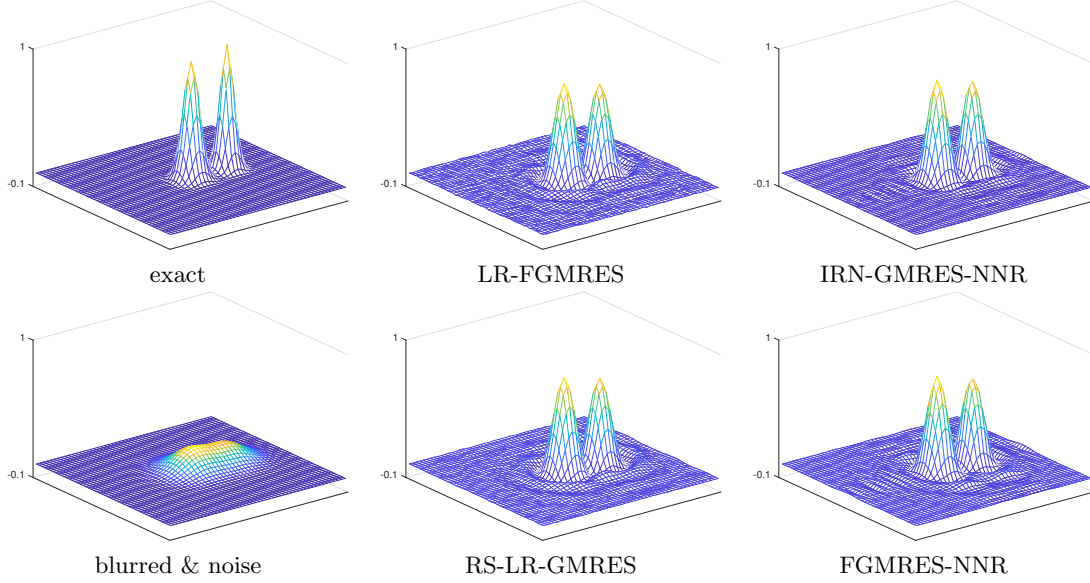 1
-0.1
exact
1
-0.1
LR-FGMRES
1
-0.1
IRN-GMRES-NNR
1
-0.1
blurred & noise
1
-0.1
RS-LR-GMRES
1
-0.1
FGMRES-NNR